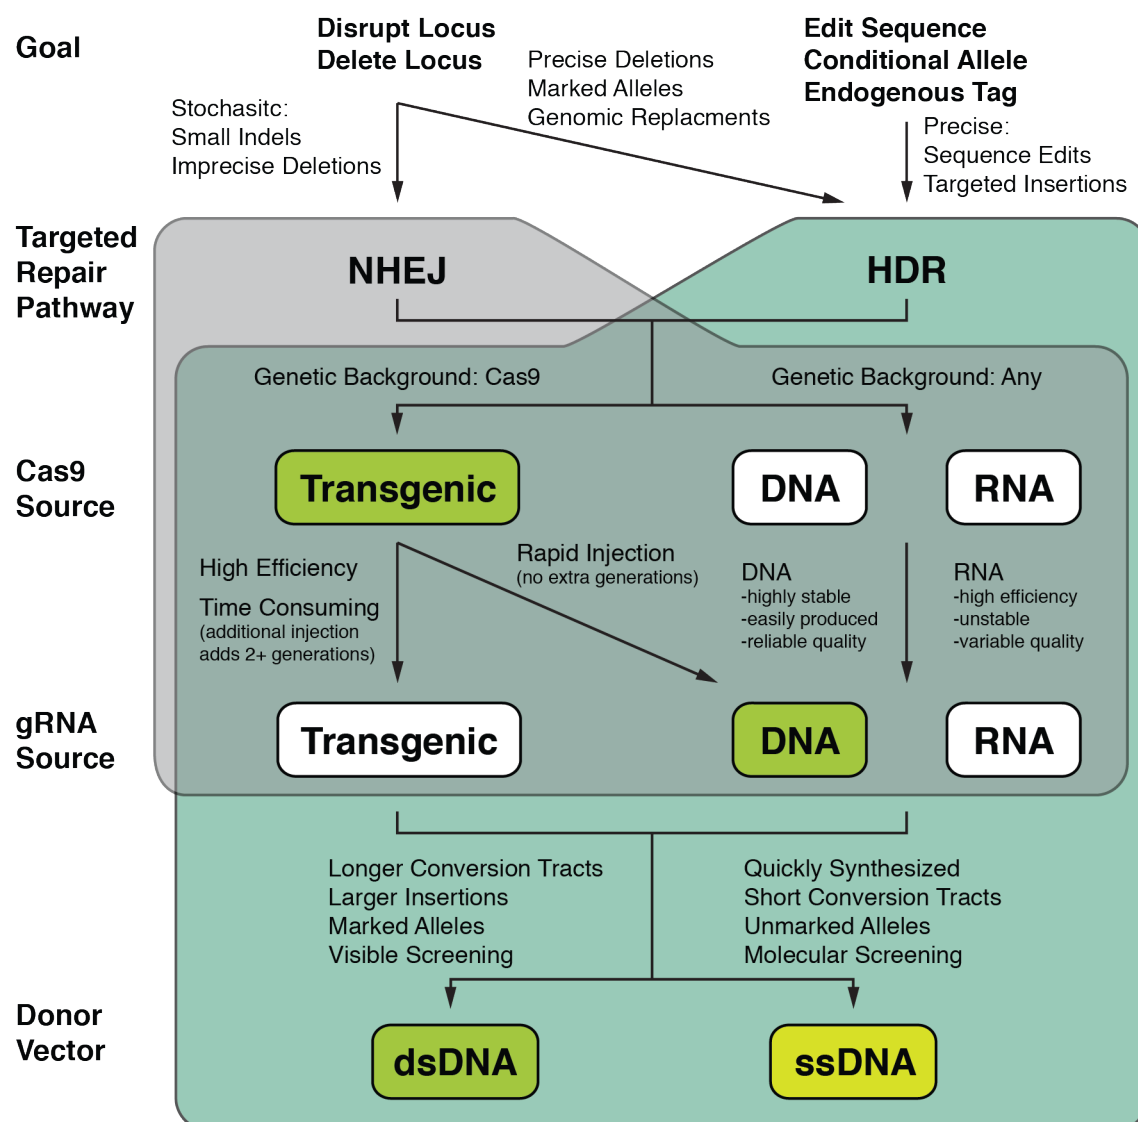 Goal
Disrupt Locus
Delete Locus
Precise Deletions
Marked Alleles
Genomic Replacments
Edit Sequence
Conditional Allele
Endogenous Tag
Stochasitc:
Small Indels
Imprecise Deletions
Precise:
Sequence Edits
Targeted Insertions
Targeted
Repair
Pathway
NHEJ
HDR
Genetic Background: Cas9
Genetic Background: Any
Cas9
Source
Transgenic
DNA
RNA
High Efficiency
Time Consuming
(additional injection
adds 2+ generations)
Rapid Injection
(no extra generations)
DNA
-highly stable
-easily produced
-reliable quality
RNA
-high efficiency
-unstable
-variable quality
gRNA
Source
Transgenic
DNA
RNA
Longer Conversion Tracts
Larger Insertions
Marked Alleles
Visible Screening
Quickly Synthesized
Short Conversion Tracts
Unmarked Alleles
Molecular Screening
Donor
Vector
dsDNA
ssDNA